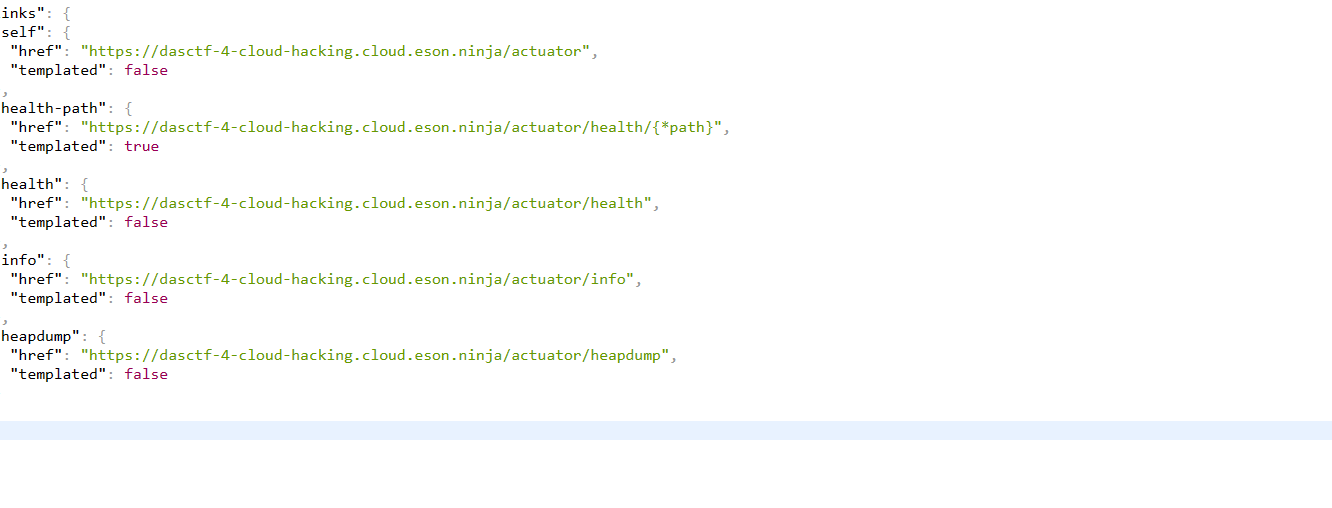 inks": {
self": {
"href": "https://dasctf-4-cloud-hacking.cloud.eson.ninja/actuator",
"templated": false
,
health-path": {
"href": "https://dasctf-4-cloud-hacking.cloud.eson.ninja/actuator/health/{*path}",
"templated": true
,
health": {
"href": "https://dasctf-4-cloud-hacking.cloud.eson.ninja/actuator/health",
"templated": false
,
info": {
"href": "https://dasctf-4-cloud-hacking.cloud.eson.ninja/actuator/info",
"templated": false
,
heapdump": {
"href": "https://dasctf-4-cloud-hacking.cloud.eson.ninja/actuator/heapdump",
"templated": false